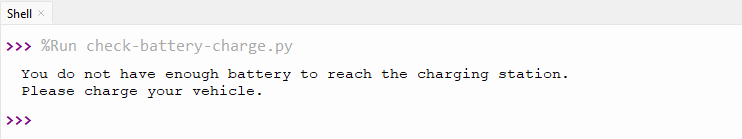 Shell ×
>>> %Run check-battery-charge.py
You do not have enough battery to reach the charging station.
Please charge your vehicle.
>>>